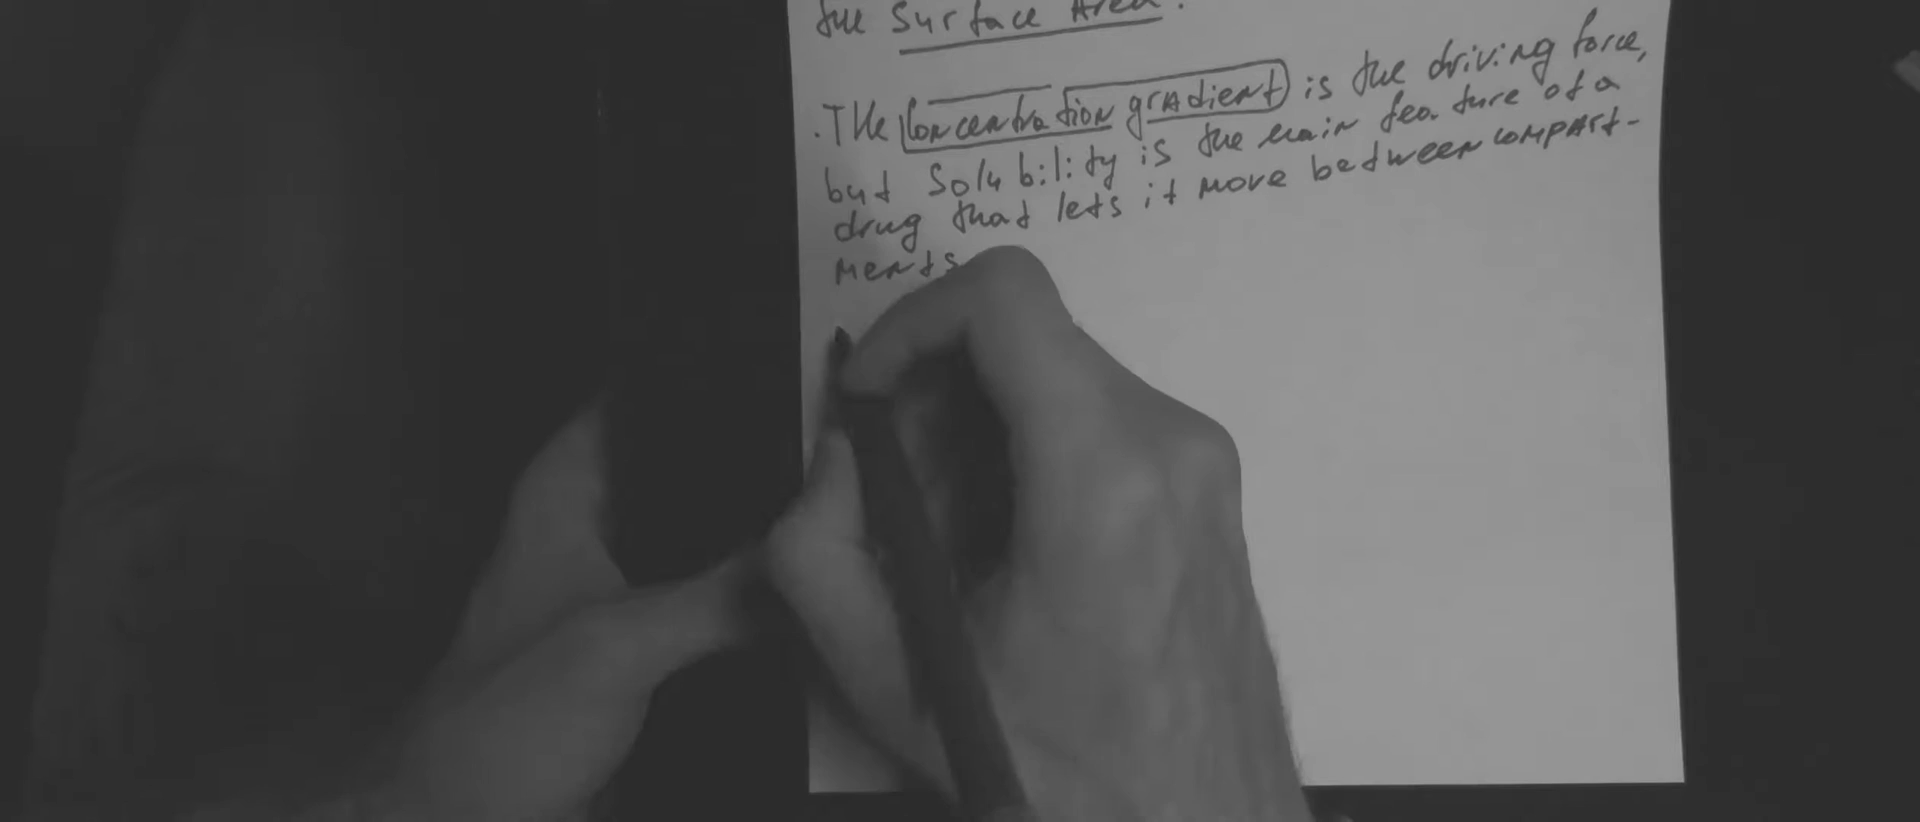 the Surface Area.
. The Concentration gradient is the driving force,
but Solubility is the main feature of a
drug that lets it move between compart-
ments